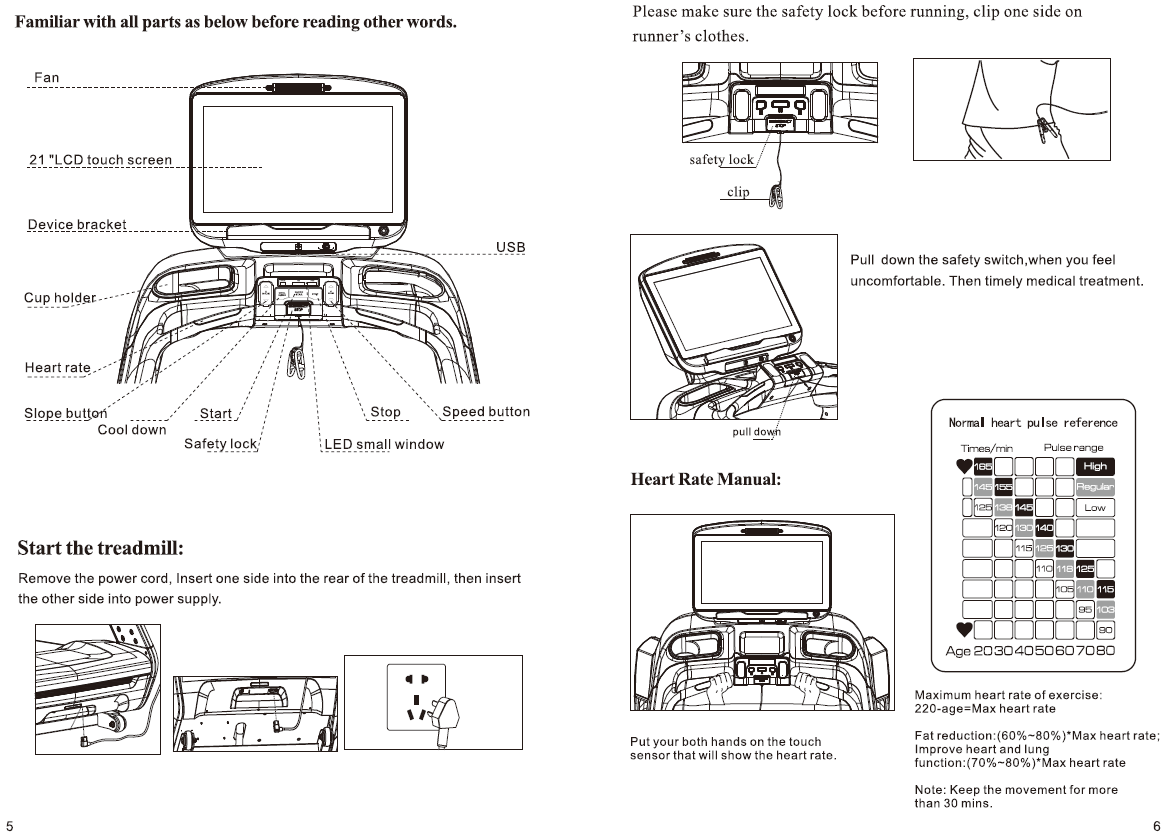 Familiar with all parts as below before reading other words.
Fan
21 "LCD touch screen
Device bracket
USB
Cup holder
Heart rate
Slope button
Cool down
Start
Safety lock
Stop
LED small window
Speed button
Start the treadmill:
Remove the power cord, Insert one side into the rear of the treadmill, then insert
the other side into power supply.
5
Please make sure the safety lock before running, clip one side on
runner's clothes.
STOP
safety lock
clip
Pull down the safety switch,when you feel
uncomfortable. Then timely medical treatment.
pull down
Heart Rate Manual:
Put your both hands on the touch
sensor that will show the heart rate.
Normal heart pulse reference
Times/min Pulse range
165 High
145 155 Regular
125 138 145 Low
120 130 140
115 125 130
110 118 125
105 110 115
95 103
90
Age 20 30 40 50 60 70 80
Maximum heart rate of exercise:
220-age=Max heart rate
Fat reduction:(60%~80%)*Max heart rate;
Improve heart and lung
function:(70%~80%)*Max heart rate
Note: Keep the movement for more
than 30 mins.
6